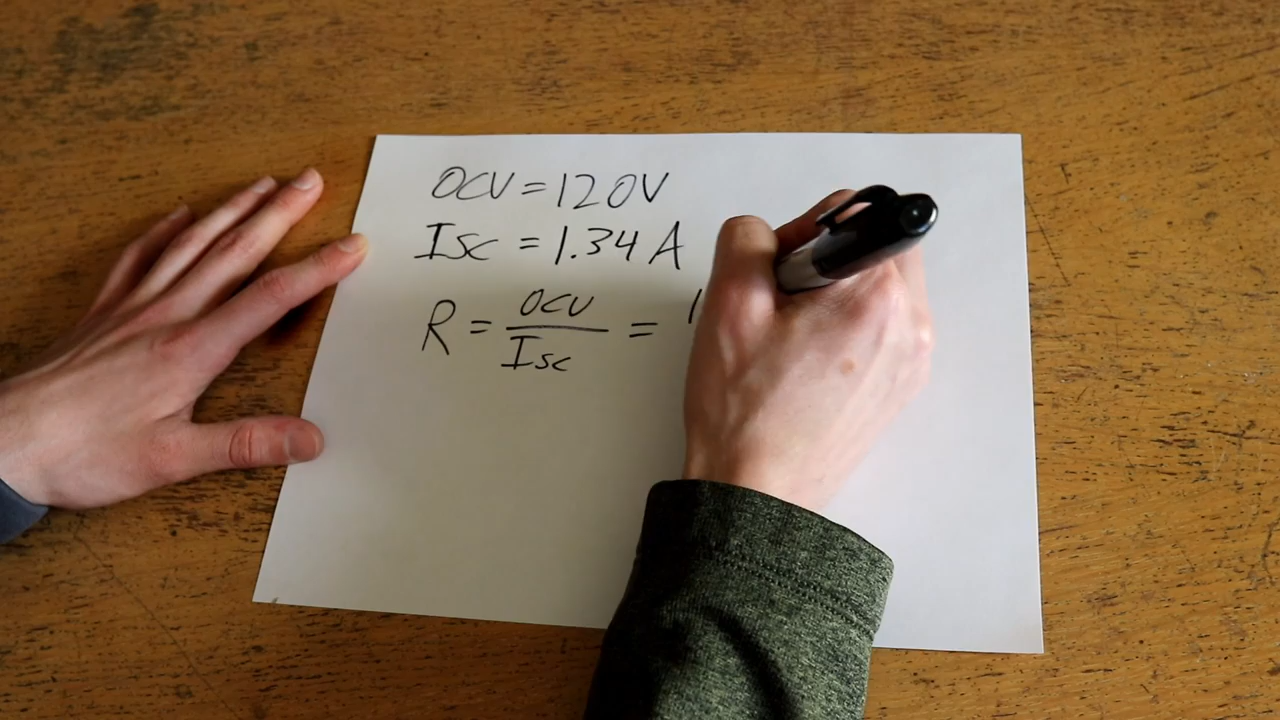 OCV = 120V
Isc = 1.34 A
R = OCV / Isc = 1